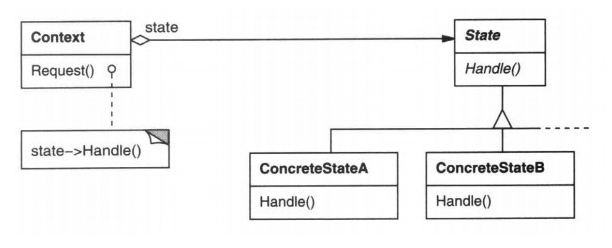 Context
Request()
state
State
Handle()
state->Handle()
ConcreteStateA
Handle()
ConcreteStateB
Handle()